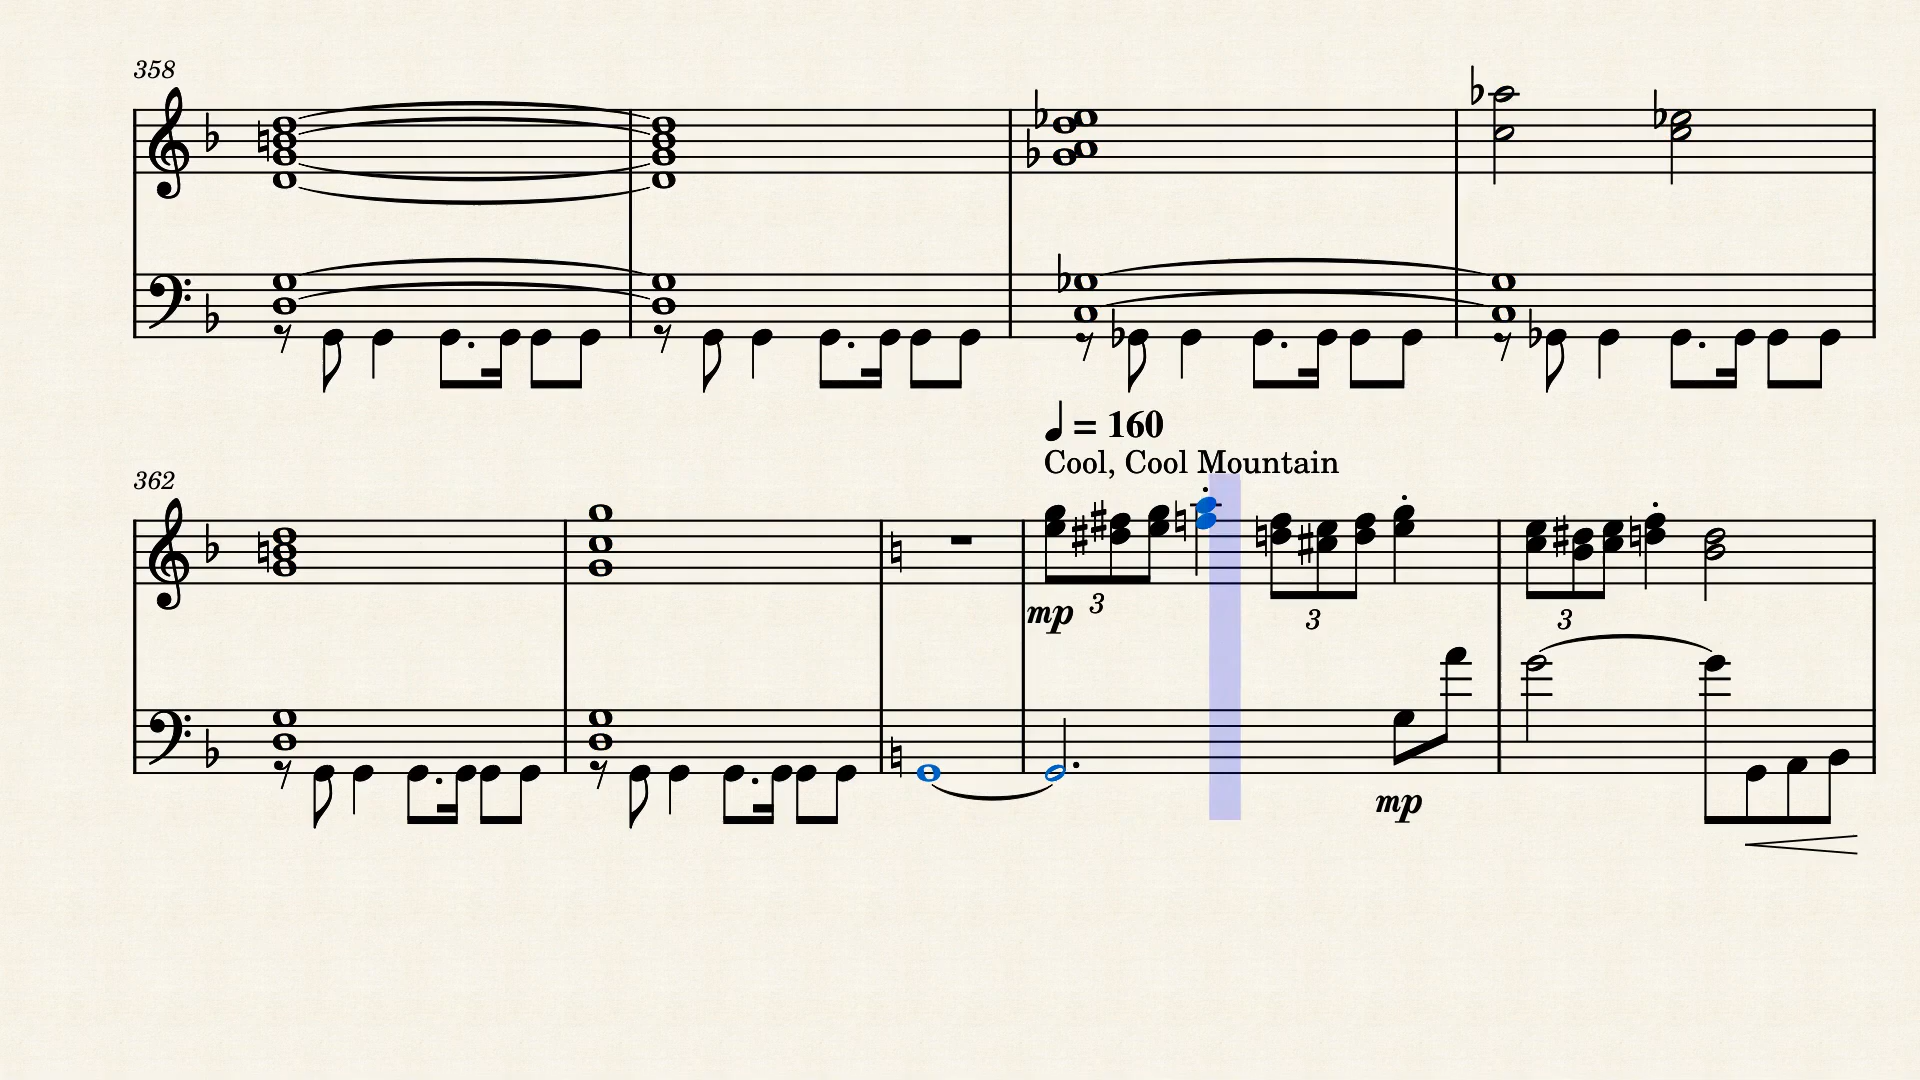 358
♩ = 160
Cool, Cool Mountain
362
mp 3 3 3
mp